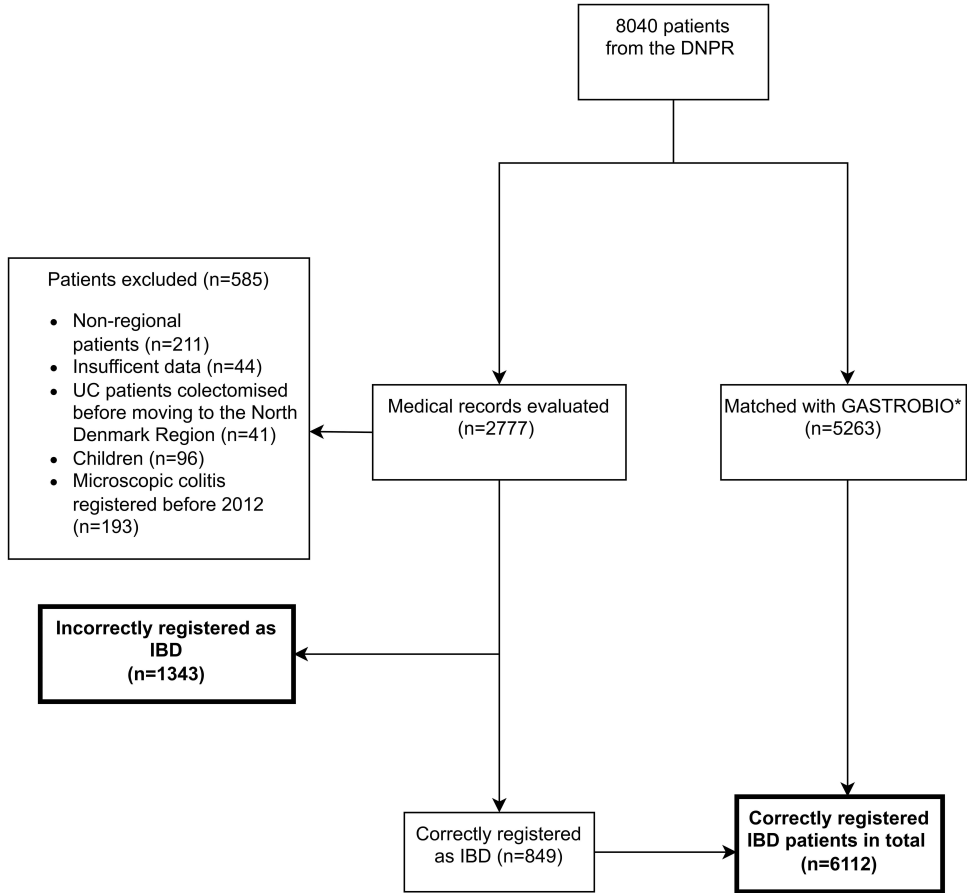 8040 patients
from the DNPR
Patients excluded (n=585)
• Non-regional
patients (n=211)
• Insufficent data (n=44)
• UC patients colectomised
before moving to the North
Denmark Region (n=41)
• Children (n=96)
• Microscopic colitis
registered before 2012
(n=193)
Medical records evaluated
(n=2777)
Matched with GASTROBIO*
(n=5263)
Incorrectly registered as
IBD
(n=1343)
Correctly registered
as IBD (n=849)
Correctly registered
IBD patients in total
(n=6112)